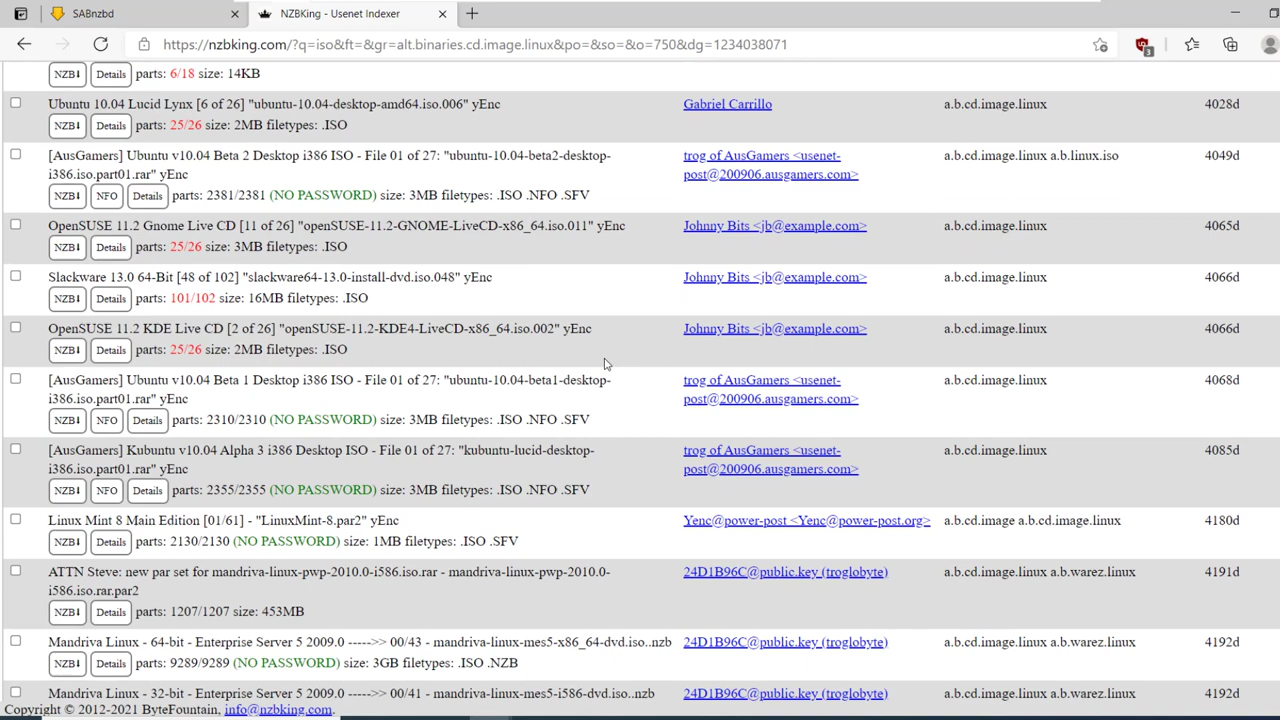 SABnzbd
NZBKing - Usenet Indexer
https://nzbking.com/?q=iso&ft=&gr=alt.binaries.cd.image.linux&po=&so=&o=750&dg=1234038071
3
NZB⬇ Details parts: 6/18 size: 14KB
Ubuntu 10.04 Lucid Lynx [6 of 26] "ubuntu-10.04-desktop-amd64.iso.006" yEnc Gabriel Carrillo a.b.cd.image.linux 4028d
NZB⬇ Details parts: 25/26 size: 2MB filetypes: .ISO
[AusGamers] Ubuntu v10.04 Beta 2 Desktop i386 ISO - File 01 of 27: "ubuntu-10.04-beta2-desktop- trog of AusGamers <usenet- a.b.cd.image.linux a.b.linux.iso 4049d
i386.iso.part01.rar" yEnc post@200906.ausgamers.com>
NZB⬇ NFO Details parts: 2381/2381 (NO PASSWORD) size: 3MB filetypes: .ISO .NFO .SFV
OpenSUSE 11.2 Gnome Live CD [11 of 26] "openSUSE-11.2-GNOME-LiveCD-x86_64.iso.011" yEnc Johnny Bits <jb@example.com> a.b.cd.image.linux 4065d
NZB⬇ Details parts: 25/26 size: 3MB filetypes: .ISO
Slackware 13.0 64-Bit [48 of 102] "slackware64-13.0-install-dvd.iso.048" yEnc Johnny Bits <jb@example.com> a.b.cd.image.linux 4066d
NZB⬇ Details parts: 101/102 size: 16MB filetypes: .ISO
OpenSUSE 11.2 KDE Live CD [2 of 26] "openSUSE-11.2-KDE4-LiveCD-x86_64.iso.002" yEnc Johnny Bits <jb@example.com> a.b.cd.image.linux 4066d
NZB⬇ Details parts: 25/26 size: 2MB filetypes: .ISO
[AusGamers] Ubuntu v10.04 Beta 1 Desktop i386 ISO - File 01 of 27: "ubuntu-10.04-beta1-desktop- trog of AusGamers <usenet- a.b.cd.image.linux 4068d
i386.iso.part01.rar" yEnc post@200906.ausgamers.com>
NZB⬇ NFO Details parts: 2310/2310 (NO PASSWORD) size: 3MB filetypes: .ISO .NFO .SFV
[AusGamers] Kubuntu v10.04 Alpha 3 i386 Desktop ISO - File 01 of 27: "kubuntu-lucid-desktop- trog of AusGamers <usenet- a.b.cd.image.linux 4085d
i386.iso.part01.rar" yEnc post@200906.ausgamers.com>
NZB⬇ NFO Details parts: 2355/2355 (NO PASSWORD) size: 3MB filetypes: .ISO .NFO .SFV
Linux Mint 8 Main Edition [01/61] - "LinuxMint-8.par2" yEnc Yenc@power-post <Yenc@power-post.org> a.b.cd.image a.b.cd.image.linux 4180d
NZB⬇ Details parts: 2130/2130 (NO PASSWORD) size: 1MB filetypes: .ISO .SFV
ATTN Steve: new par set for mandriva-linux-pwp-2010.0-i586.iso.rar - mandriva-linux-pwp-2010.0- 24D1B96C@public.key (troglobyte) a.b.cd.image.linux a.b.warez.linux 4191d
i586.iso.rar.par2
NZB⬇ Details parts: 1207/1207 size: 453MB
Mandriva Linux - 64-bit - Enterprise Server 5 2009.0 ----->> 00/43 - mandriva-linux-mes5-x86_64-dvd.iso..nzb 24D1B96C@public.key (troglobyte) a.b.cd.image.linux a.b.warez.linux 4192d
NZB⬇ Details parts: 9289/9289 (NO PASSWORD) size: 3GB filetypes: .ISO .NZB
Mandriva Linux - 32-bit - Enterprise Server 5 2009.0 ----->> 00/41 - mandriva-linux-mes5-i586-dvd.iso..nzb 24D1B96C@public.key (troglobyte) a.b.cd.image.linux a.b.warez.linux 4192d
Copyright © 2012-2021 ByteFountain, info@nzbking.com